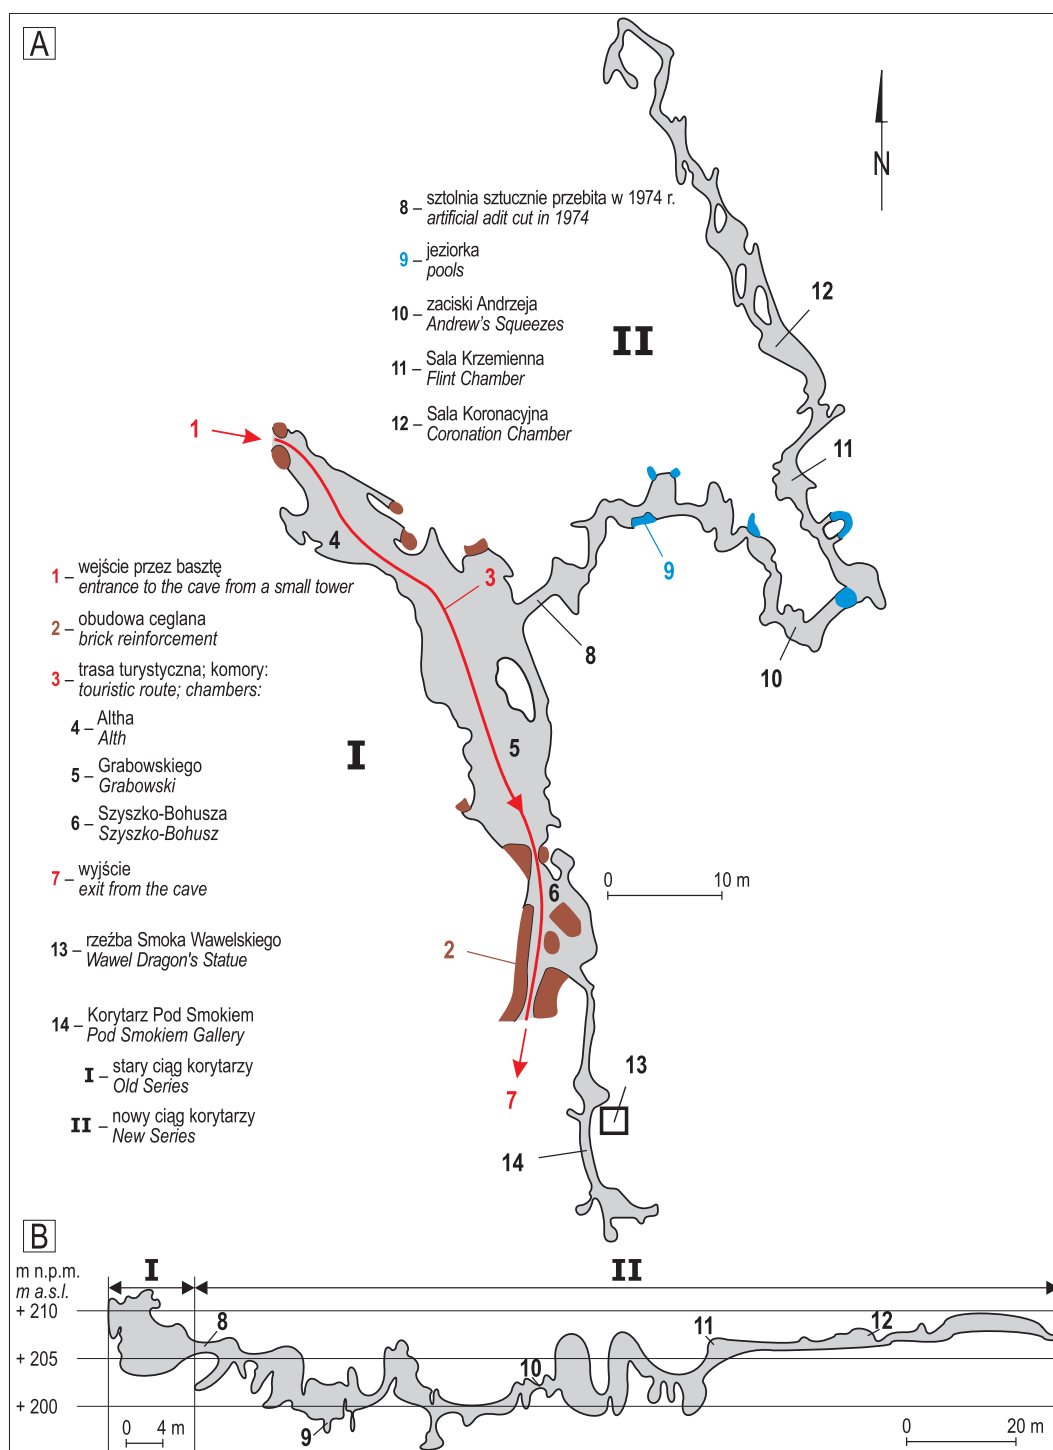 A
N
8 – sztolnia sztucznie przebita w 1974 r.
artificial adit cut in 1974
9 – jeziorka
pools
10 – zaciski Andrzeja
Andrew's Squeezes
11 – Sala Krzemienna
Flint Chamber
12 – Sala Koronacyjna
Coronation Chamber
II
12
11
10
9
8
1
4
3
5
6
2
7
13
14
I
0 10 m
1 – wejście przez basztę
entrance to the cave from a small tower
2 – obudowa ceglana
brick reinforcement
3 – trasa turystyczna; komory:
touristic route; chambers:
4 – Altha
Alth
5 – Grabowskiego
Grabowski
6 – Szyszko-Bohusza
Szyszko-Bohusz
7 – wyjście
exit from the cave
13 – rzeźba Smoka Wawelskiego
Wawel Dragon's Statue
14 – Korytarz Pod Smokiem
Pod Smokiem Gallery
I – stary ciąg korytarzy
Old Series
II – nowy ciąg korytarzy
New Series
B
m n.p.m.
m a.s.l.
I
II
+ 210
+ 205
+ 200
8
9
10
11
12
0 4 m
0 20 m